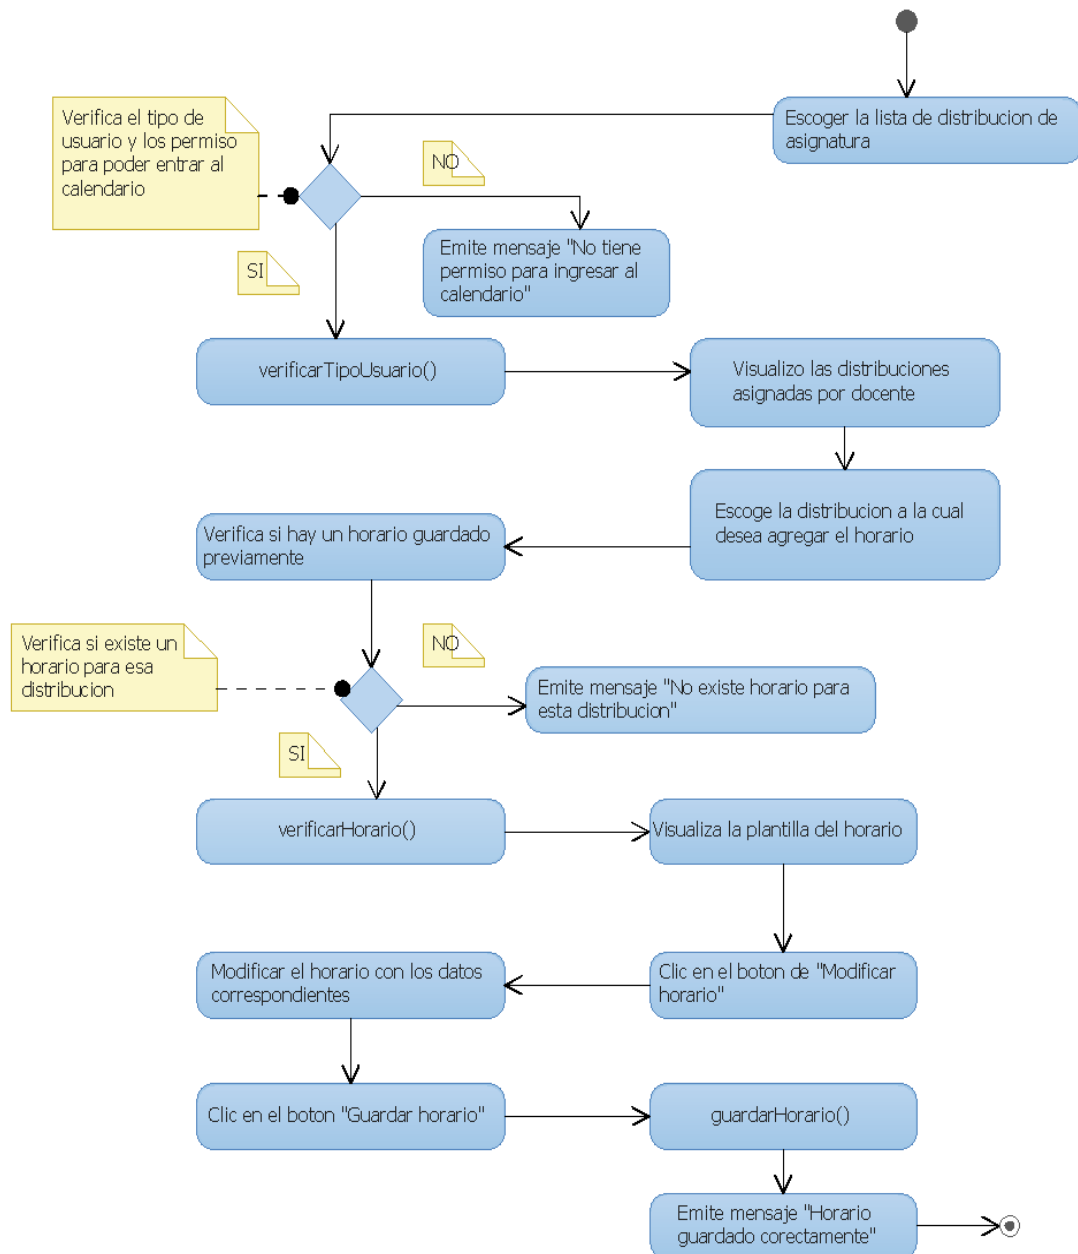 Escoger la lista de distribucion de
asignatura
Verifica el tipo de
usuario y los permiso
para poder entrar al
calendario
NO
Emite mensaje "No tiene
permiso para ingresar al
calendario"
SI
verificarTipoUsuario()
Visualizo las distribuciones
asignadas por docente
Escoge la distribucion a la cual
desea agregar el horario
Verifica si hay un horario guardado
previamente
Verifica si existe un
horario para esa
distribucion
NO
Emite mensaje "No existe horario para
esta distribucion"
SI
verificarHorario()
Visualiza la plantilla del horario
Clic en el boton de "Modificar
horario"
Modificar el horario con los datos
correspondientes
Clic en el boton "Guardar horario"
guardarHorario()
Emite mensaje "Horario
guardado corectamente"